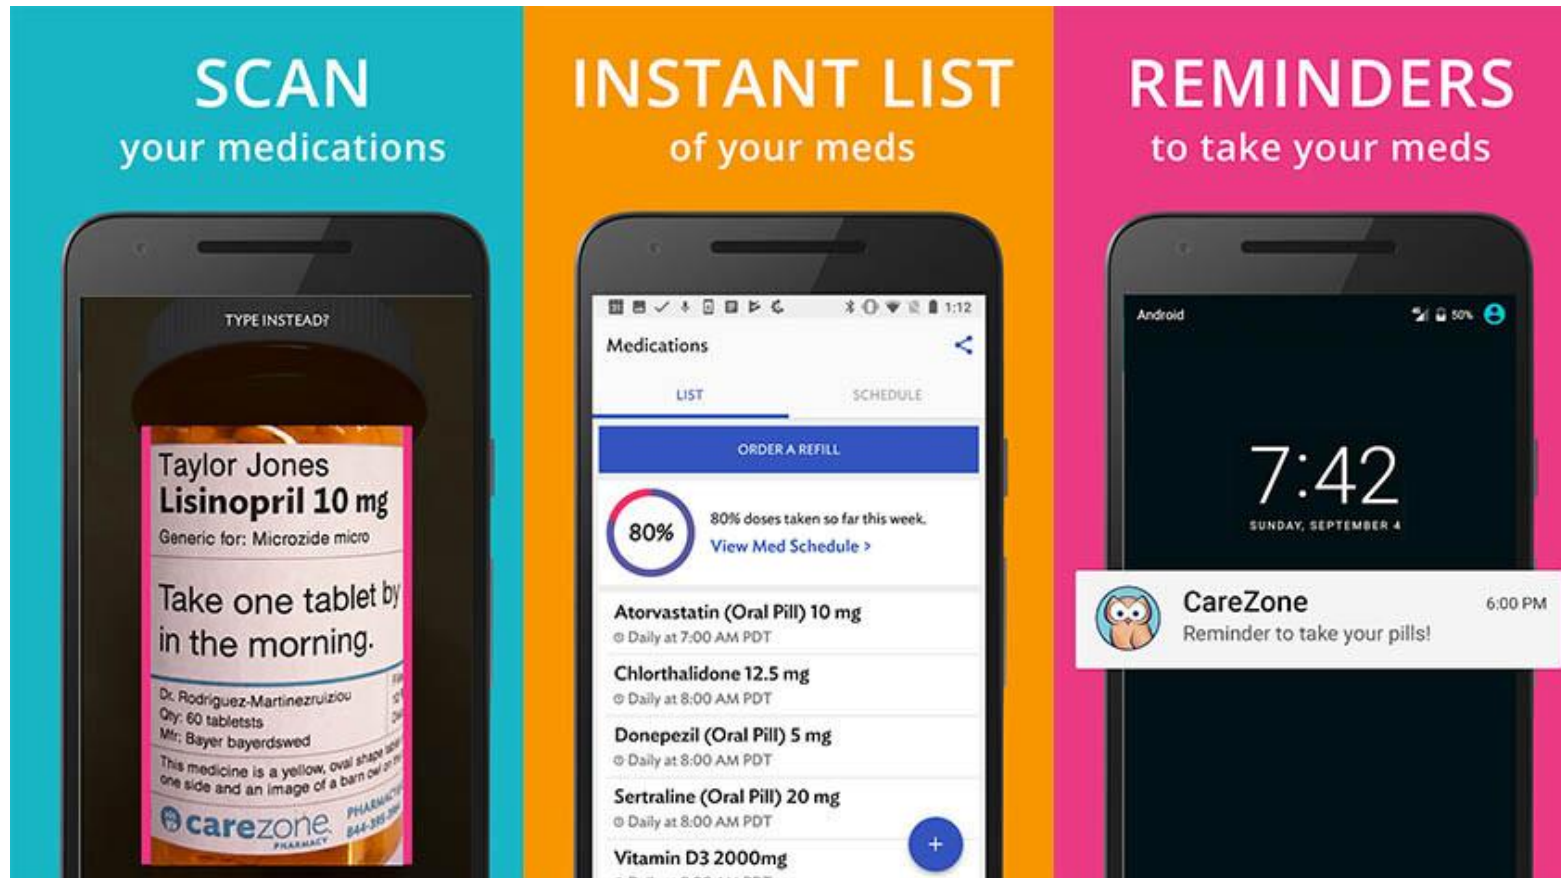 SCAN
your medications
TYPE INSTEAD?
Taylor Jones
Lisinopril 10 mg
Generic for: Microzide micro
Take one tablet by
in the morning.
Dr. Rodriguez-Martinezruiziou
Qty: 60 tabletsts
Mfr: Bayer bayerdswed
This medicine is a yellow, oval shape
one side and an image of a barn owl on
carezone
PHARMACY
INSTANT LIST
of your meds
1:12
Medications
LIST
SCHEDULE
ORDER A REFILL
80%
80% doses taken so far this week.
View Med Schedule >
Atorvastatin (Oral Pill) 10 mg
Daily at 7:00 AM PDT
Chlorthalidone 12.5 mg
Daily at 8:00 AM PDT
Donepezil (Oral Pill) 5 mg
Daily at 8:00 AM PDT
Sertraline (Oral Pill) 20 mg
Daily at 8:00 AM PDT
Vitamin D3 2000mg
+
REMINDERS
to take your meds
Android
50%
7:42
SUNDAY, SEPTEMBER 4
CareZone
6:00 PM
Reminder to take your pills!